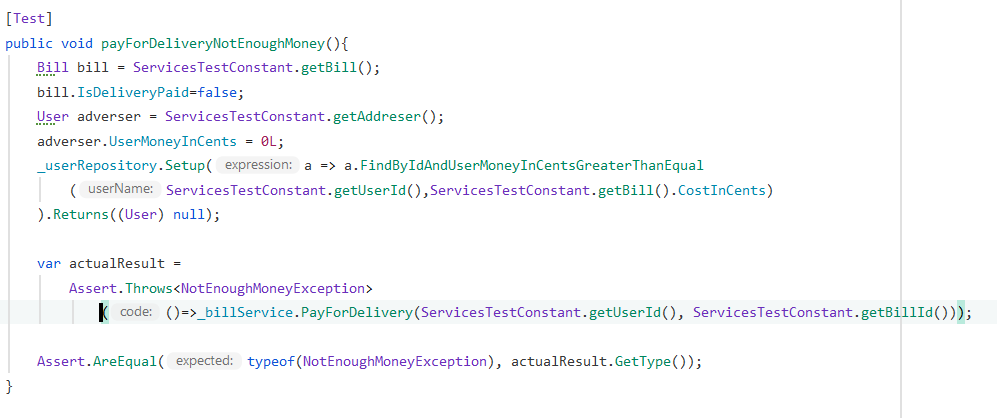 [Test]
public void payForDeliveryNotEnoughMoney(){
Bill bill = ServicesTestConstant.getBill();
bill.IsDeliveryPaid=false;
User adverser = ServicesTestConstant.getAddreser();
adverser.UserMoneyInCents = 0L;
_userRepository.Setup( expression: a => a.FindByIdAndUserMoneyInCentsGreaterThanEqual
( userName: ServicesTestConstant.getUserId(),ServicesTestConstant.getBill().CostInCents)
).Returns((User) null);
var actualResult =
Assert.Throws<NotEnoughMoneyException>
( code: ()=>_billService.PayForDelivery(ServicesTestConstant.getUserId(), ServicesTestConstant.getBillId()));
Assert.AreEqual( expected: typeof(NotEnoughMoneyException), actualResult.GetType());
}